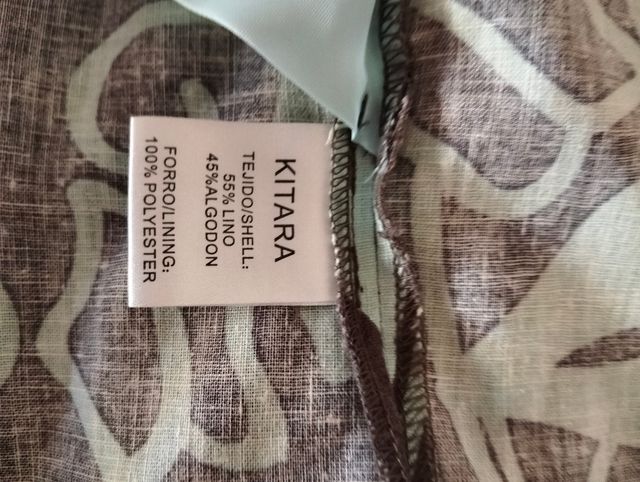 KITARA
TEJIDO/SHELL:
55% LINO
45%ALGODON
FORRO/LINING:
100% POLYESTER